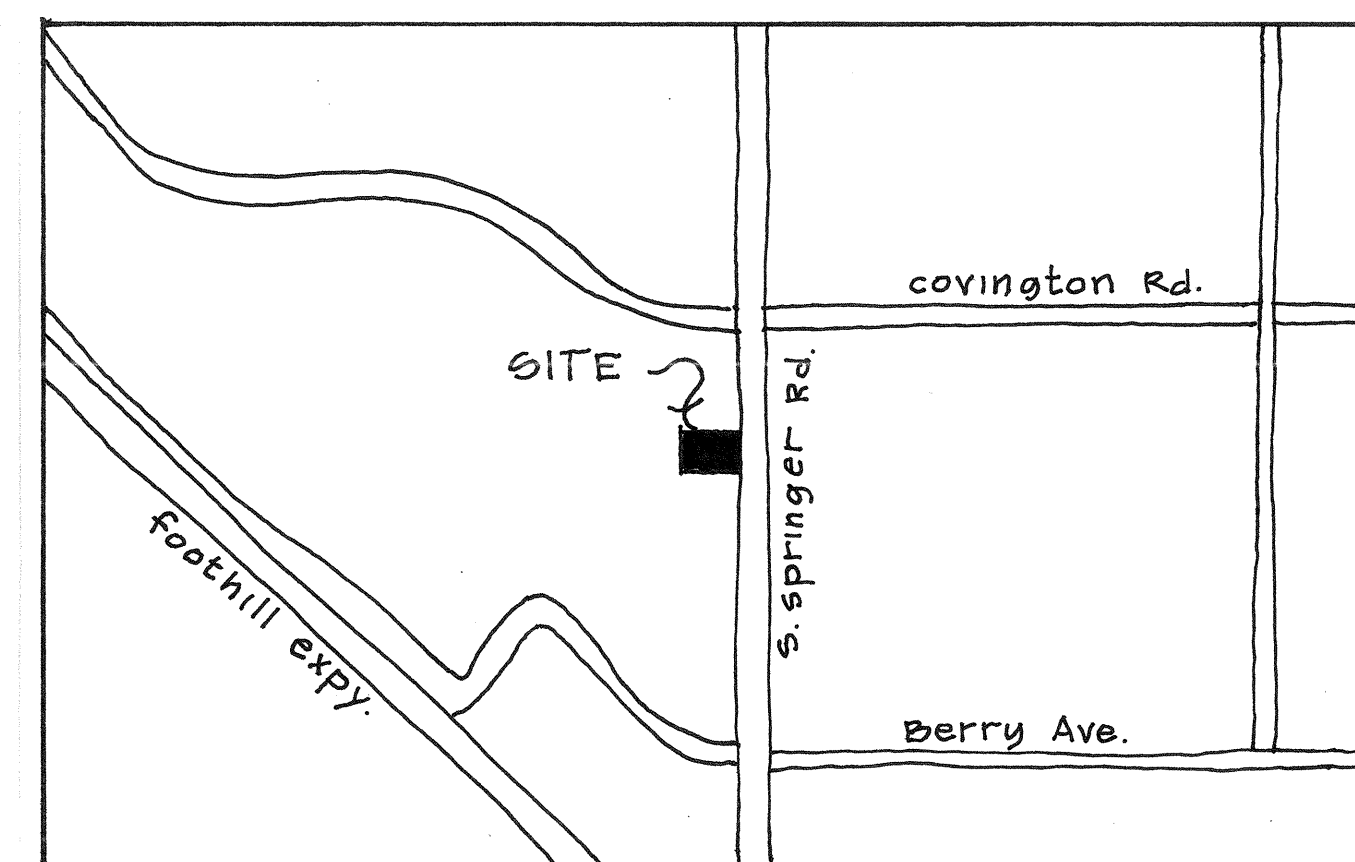 covington Rd.
SITE
S. Springer Rd.
foothill expy.
Berry Ave.